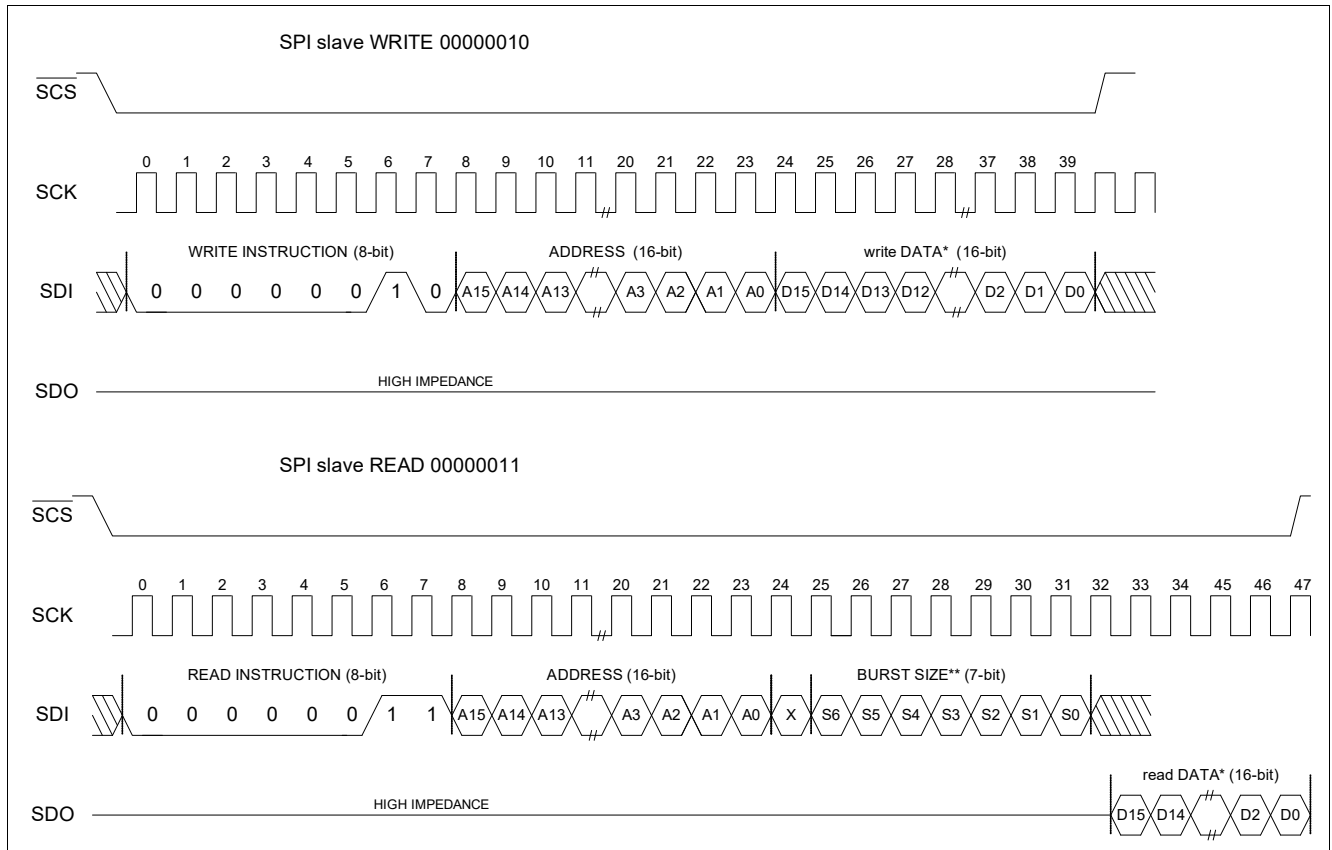 SPI slave WRITE 00000010
SCS
0 1 2 3 4 5 6 7 8 9 10 11 20 21 22 23 24 25 26 27 28 37 38 39
SCK
WRITE INSTRUCTION (8-bit) ADDRESS (16-bit) write DATA* (16-bit)
SDI 0 0 0 0 0 0 1 0 A15 A14 A13 A3 A2 A1 A0 D15 D14 D13 D12 D2 D1 D0
HIGH IMPEDANCE
SDO
SPI slave READ 00000011
SCS
0 1 2 3 4 5 6 7 8 9 10 11 20 21 22 23 24 25 26 27 28 29 30 31 32 33 34 45 46 47
SCK
READ INSTRUCTION (8-bit) ADDRESS (16-bit) BURST SIZE** (7-bit)
SDI 0 0 0 0 0 0 1 1 A15 A14 A13 A3 A2 A1 A0 X S6 S5 S4 S3 S2 S1 S0
read DATA* (16-bit)
HIGH IMPEDANCE
SDO D15 D14 D2 D0